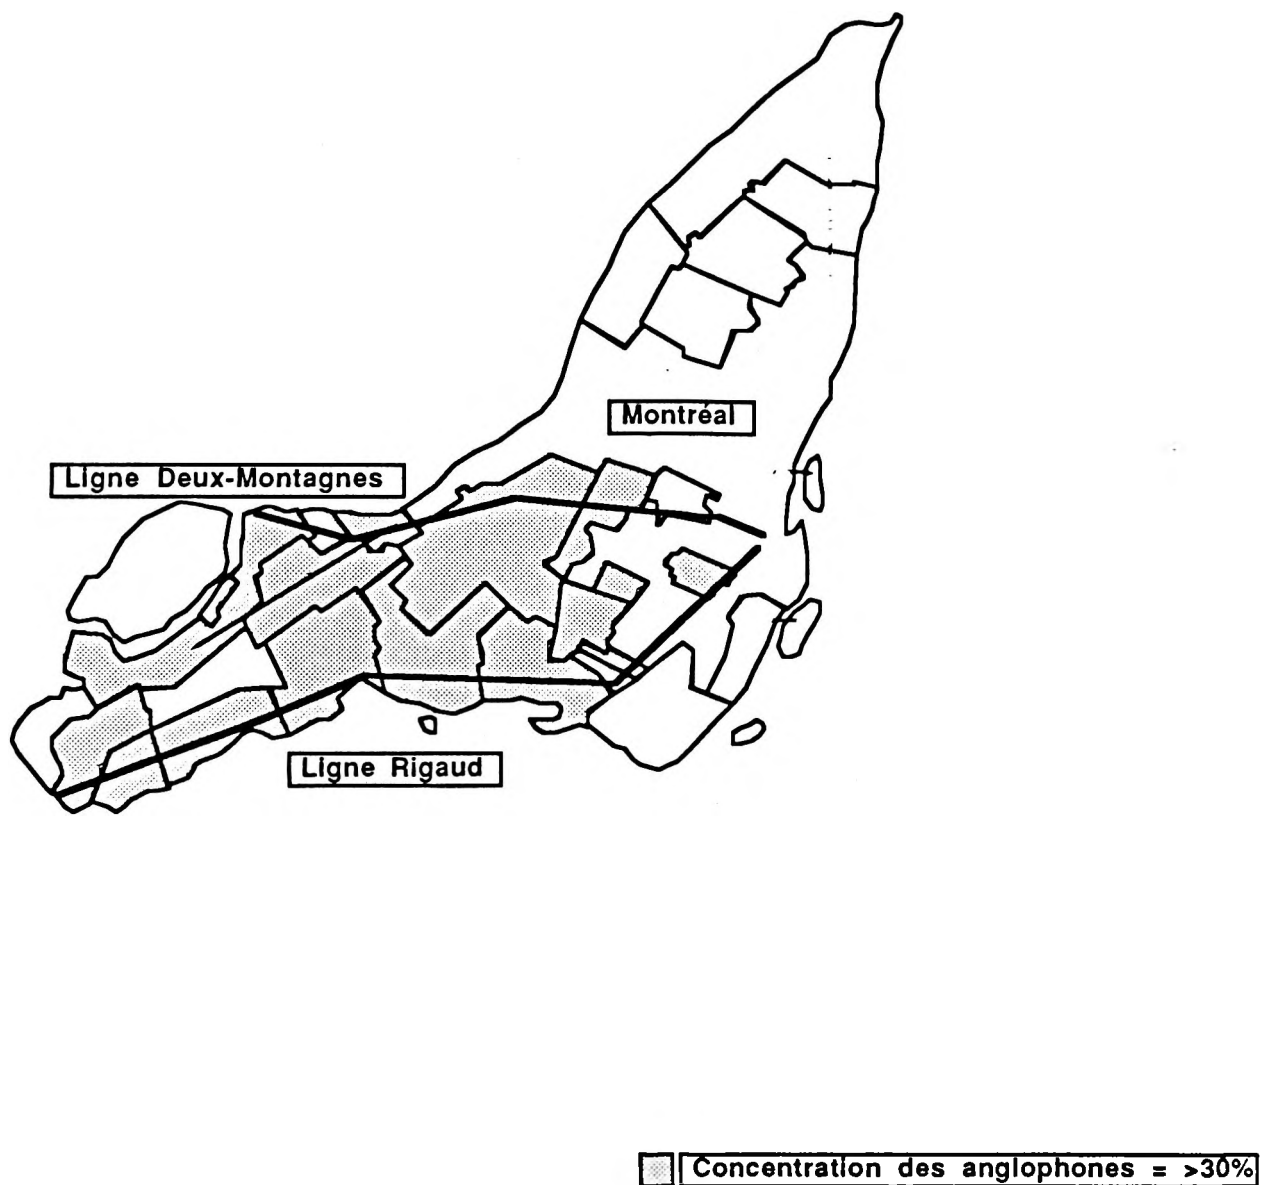 Montréal
Ligne Deux-Montagnes
Ligne Rigaud
Concentration des anglophones = >30%